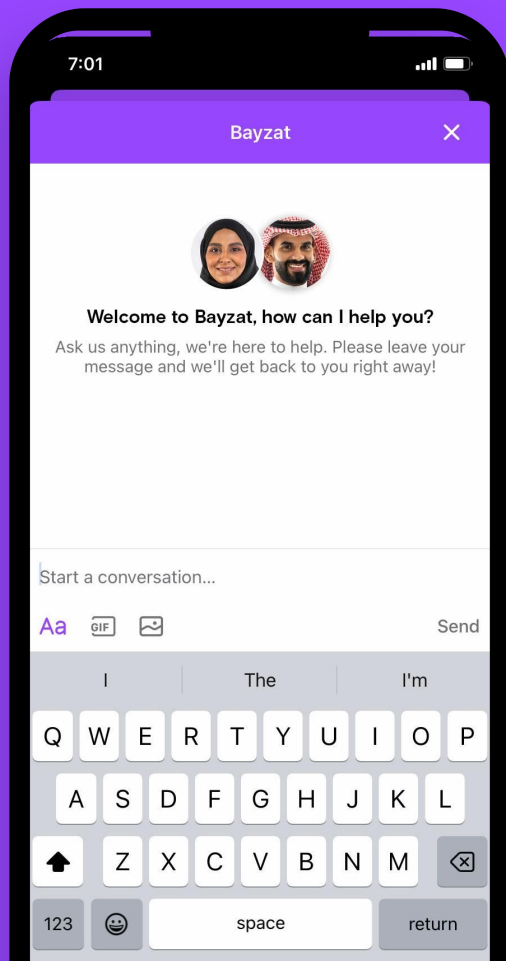 7:01
Bayzat
Welcome to Bayzat, how can I help you?
Ask us anything, we're here to help. Please leave your
message and we'll get back to you right away!
Start a conversation...
Aa GIF Send
I The I'm
Q W E R T Y U I O P
A S D F G H J K L
Z X C V B N M
123 space return